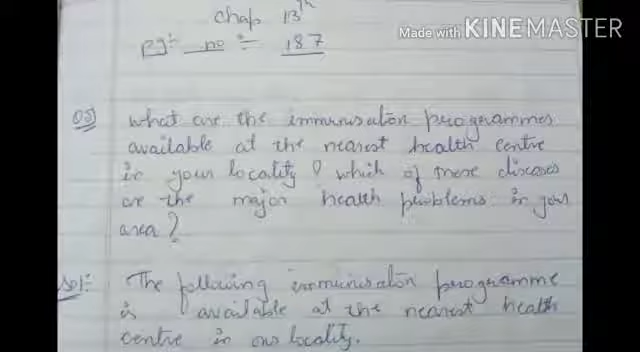 chap 13th
pg:- no :- 187
Made with KINEMASTER
Q5) What are the immunisation programmes
available at the nearest health centre
in your locality? which of these diseases
are the major health problems in your
area?
Sol:- The following immunisation programme
is available at the nearest health
centre in our locality.